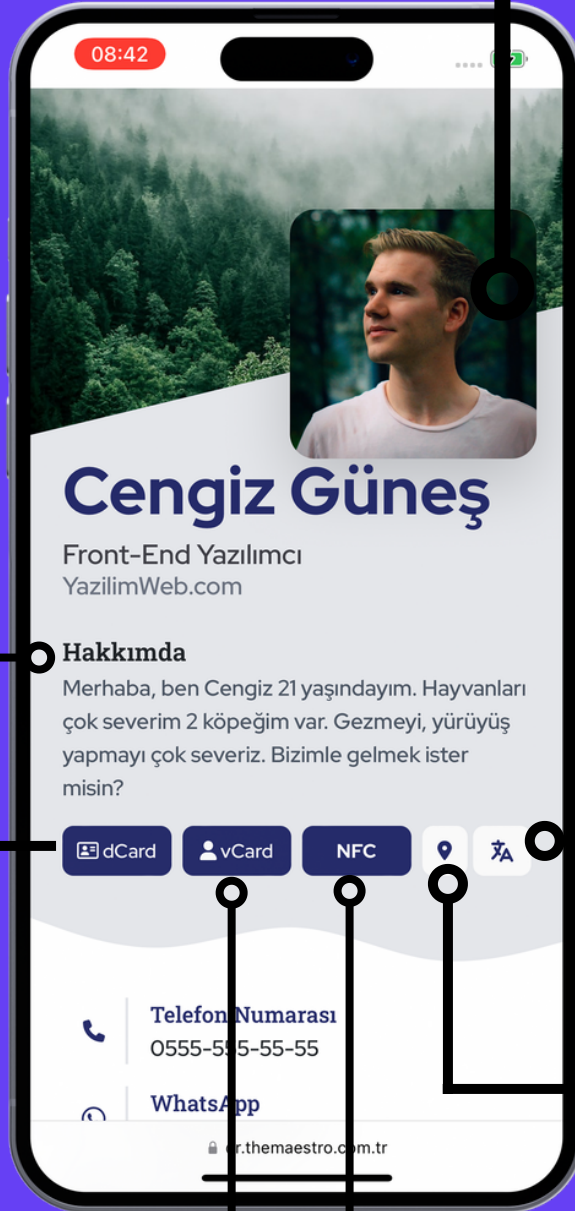 08:42
Cengiz Güneş
Front-End Yazılımcı
YazilimWeb.com
Hakkımda
Merhaba, ben Cengiz 21 yaşındayım. Hayvanları
çok severim 2 köpeğim var. Gezmeyi, yürüyüş
yapmayı çok severiz. Bizimle gelmek ister
misin?
dCard vCard NFC
Telefon Numarası
0555-555-55-55
WhatsApp
qr.themaestro.com.tr